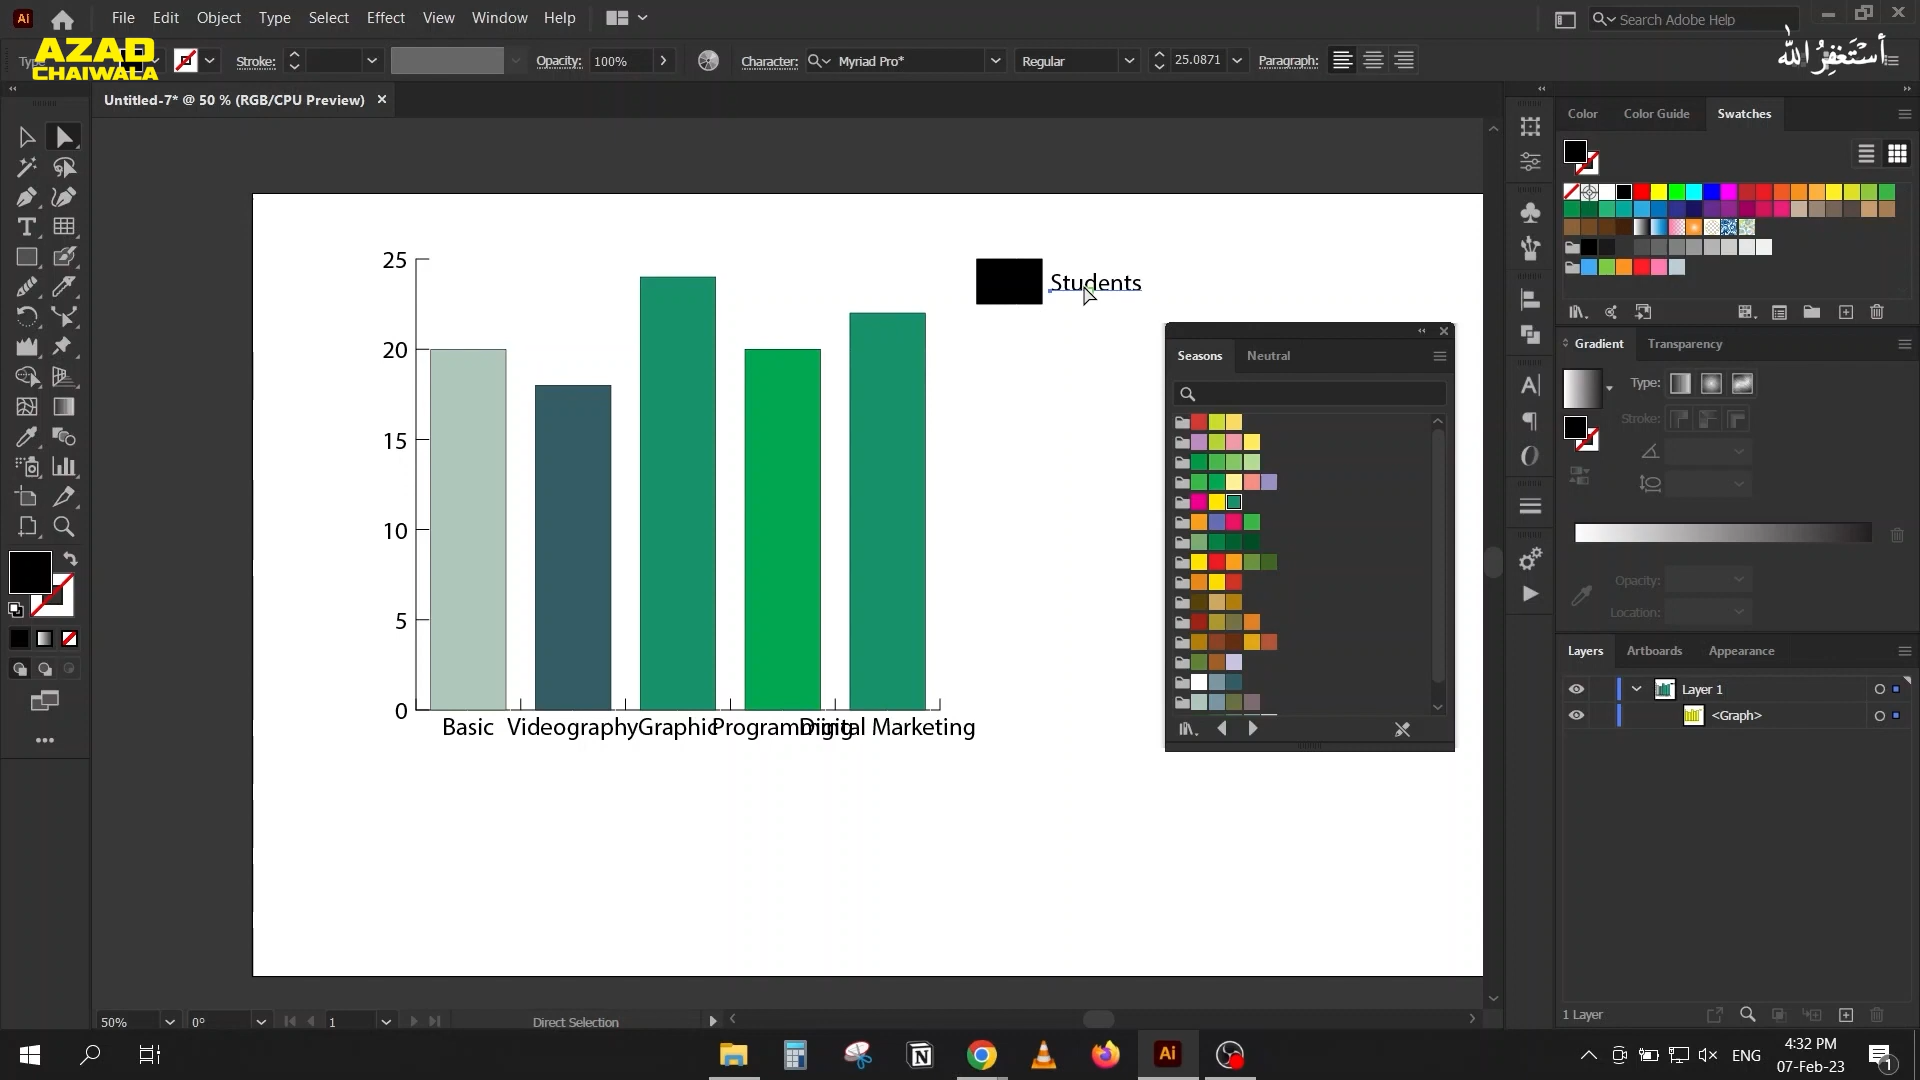 Ai File Edit Object Type Select Effect View Window Help Search Adobe Help
AZAD
CHAIWALA
أستغفر الله
Stroke: Opacity: 100% Character: Myriad Pro* Regular 25.0871 Paragraph:
Untitled-7* @ 50 % (RGB/CPU Preview)
Color Color Guide Swatches
25
20
15
10
5
0
Basic Videography Graphic Programming Digital Marketing
Students
Seasons Neutral
Gradient Transparency
Type:
Stroke:
Opacity:
Location:
Layers Artboards Appearance
Layer 1
<Graph>
1 Layer
50% 0° 1 Direct Selection
Ai ENG 4:32 PM
07-Feb-23
1